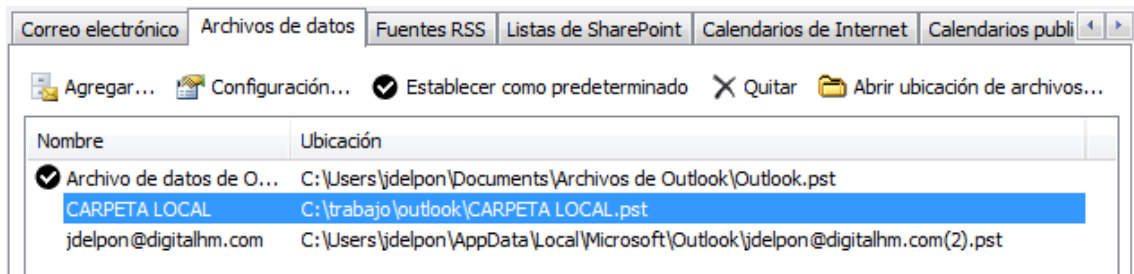 Correo electrónico Archivos de datos Fuentes RSS Listas de SharePoint Calendarios de Internet Calendarios publi
Agregar... Configuración... Establecer como predeterminado Quitar Abrir ubicación de archivos...
Nombre Ubicación
Archivo de datos de O... C:\Users\jdelpon\Documents\Archivos de Outlook\Outlook.pst
CARPETA LOCAL C:\trabajo\outlook\CARPETA LOCAL.pst
jdelpon@digitalhm.com C:\Users\jdelpon\AppData\Local\Microsoft\Outlook\jdelpon@digitalhm.com(2).pst